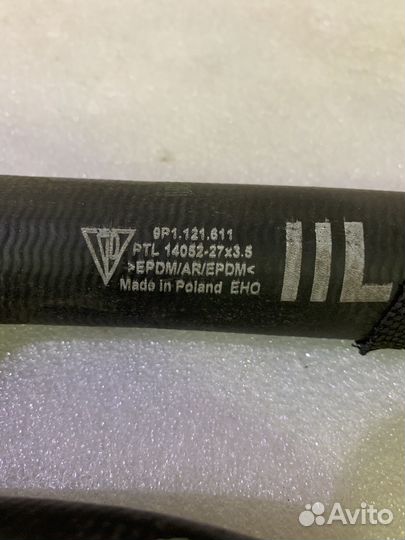 9P1.121.611
PTL 14052-27x3.5
>EPDM/AR/EPDM<
Made in Poland EHO
IIL
Avito